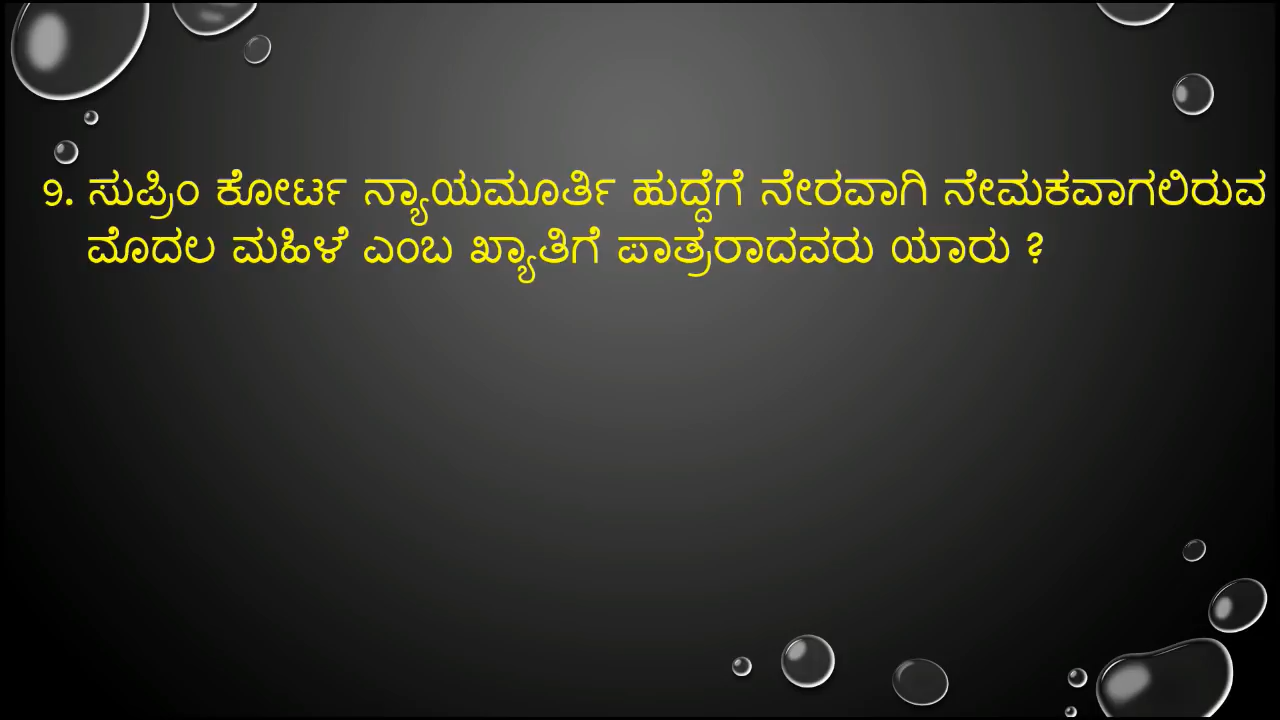 9. ಸುಪ್ರಿಂ ಕೋರ್ಟ ನ್ಯಾಯಮೂರ್ತಿ ಹುದ್ದೆಗೆ ನೇರವಾಗಿ ನೇಮಕವಾಗಲಿರುವ
ಮೊದಲ ಮಹಿಳೆ ಎಂಬ ಖ್ಯಾತಿಗೆ ಪಾತ್ರರಾದವರು ಯಾರು ?